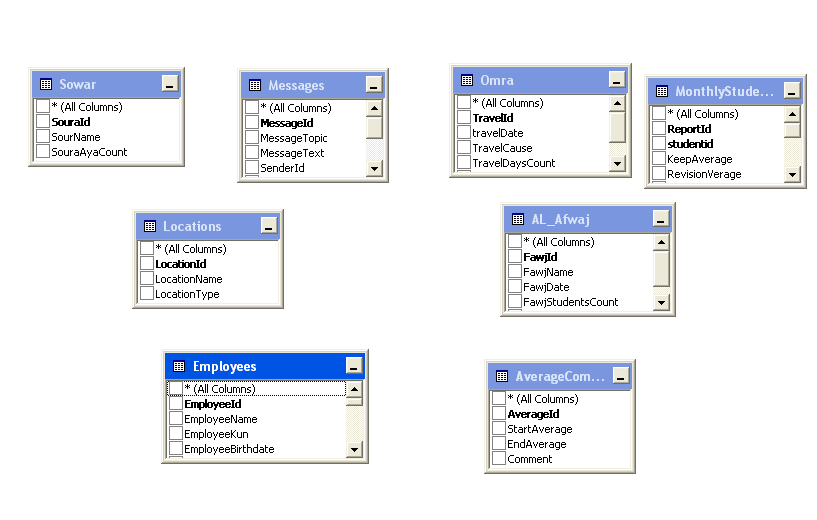 Sowar
* (All Columns)
SouraId
SourName
SouraAyaCount
Messages
* (All Columns)
MessageId
MessageTopic
MessageText
SenderId
Omra
* (All Columns)
TravelId
travelDate
TravelCause
TravelDaysCount
MonthlyStude...
* (All Columns)
ReportId
studentid
KeepAverage
RevisionVerage
Locations
* (All Columns)
LocationId
LocationName
LocationType
AL_Afwaj
* (All Columns)
FawjId
FawjName
FawjDate
FawjStudentsCount
Employees
* (All Columns)
EmployeeId
EmployeeName
EmployeeKun
EmployeeBirthdate
AverageCom...
* (All Columns)
AverageId
StartAverage
EndAverage
Comment